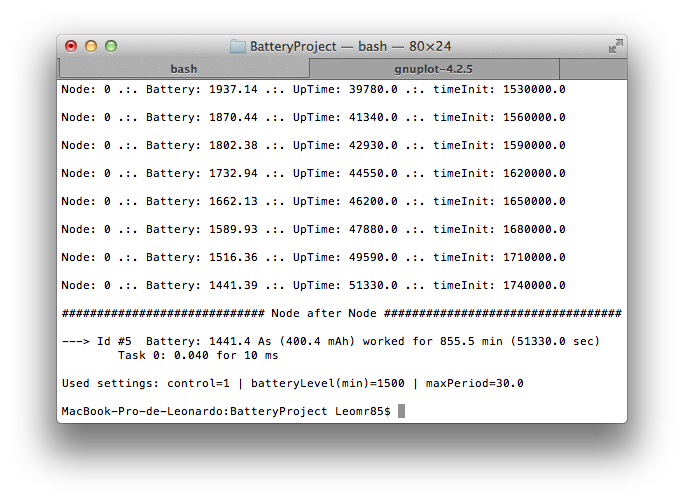 BatteryProject — bash — 80×24
bash
gnuplot-4.2.5
Node: 0 .:. Battery: 1937.14 .:. UpTime: 39780.0 .:. timeInit: 1530000.0
Node: 0 .:. Battery: 1870.44 .:. UpTime: 41340.0 .:. timeInit: 1560000.0
Node: 0 .:. Battery: 1802.38 .:. UpTime: 42930.0 .:. timeInit: 1590000.0
Node: 0 .:. Battery: 1732.94 .:. UpTime: 44550.0 .:. timeInit: 1620000.0
Node: 0 .:. Battery: 1662.13 .:. UpTime: 46200.0 .:. timeInit: 1650000.0
Node: 0 .:. Battery: 1589.93 .:. UpTime: 47880.0 .:. timeInit: 1680000.0
Node: 0 .:. Battery: 1516.36 .:. UpTime: 49590.0 .:. timeInit: 1710000.0
Node: 0 .:. Battery: 1441.39 .:. UpTime: 51330.0 .:. timeInit: 1740000.0
############################# Node after Node ##################################
---> Id #5  Battery: 1441.4 As (400.4 mAh) worked for 855.5 min (51330.0 sec)
        Task 0: 0.040 for 10 ms
Used settings: control=1 | batteryLevel(min)=1500 | maxPeriod=30.0
MacBook-Pro-de-Leonardo:BatteryProject Leomr85$